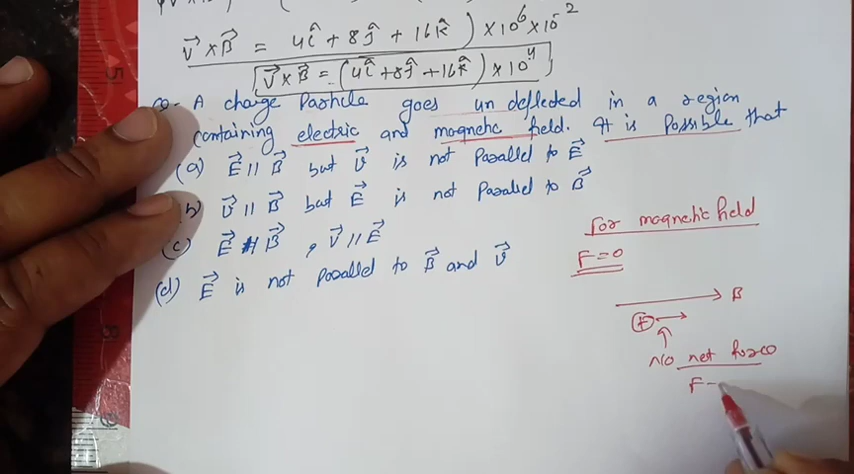 V⃗ × B⃗ = 4î + 8ĵ + 16k̂ ) × 10⁶ × 10⁻²
V⃗ × B⃗ = (4î + 8ĵ + 16k̂) × 10⁴
Q- A charge Particle goes un deflected in a region
containing electric and magnetic field. It is Possible that
(a) E⃗ ∥ B⃗ but V⃗ is not Parallel to E⃗
(b) V⃗ ∥ B⃗ but E⃗ is not Parallel to B⃗
(c) E⃗ ∦ B⃗ , V⃗ ∥ E⃗
(d) E⃗ is not parallel to B⃗ and V⃗
for magnetic field
F=0
B
+
no net force
F-